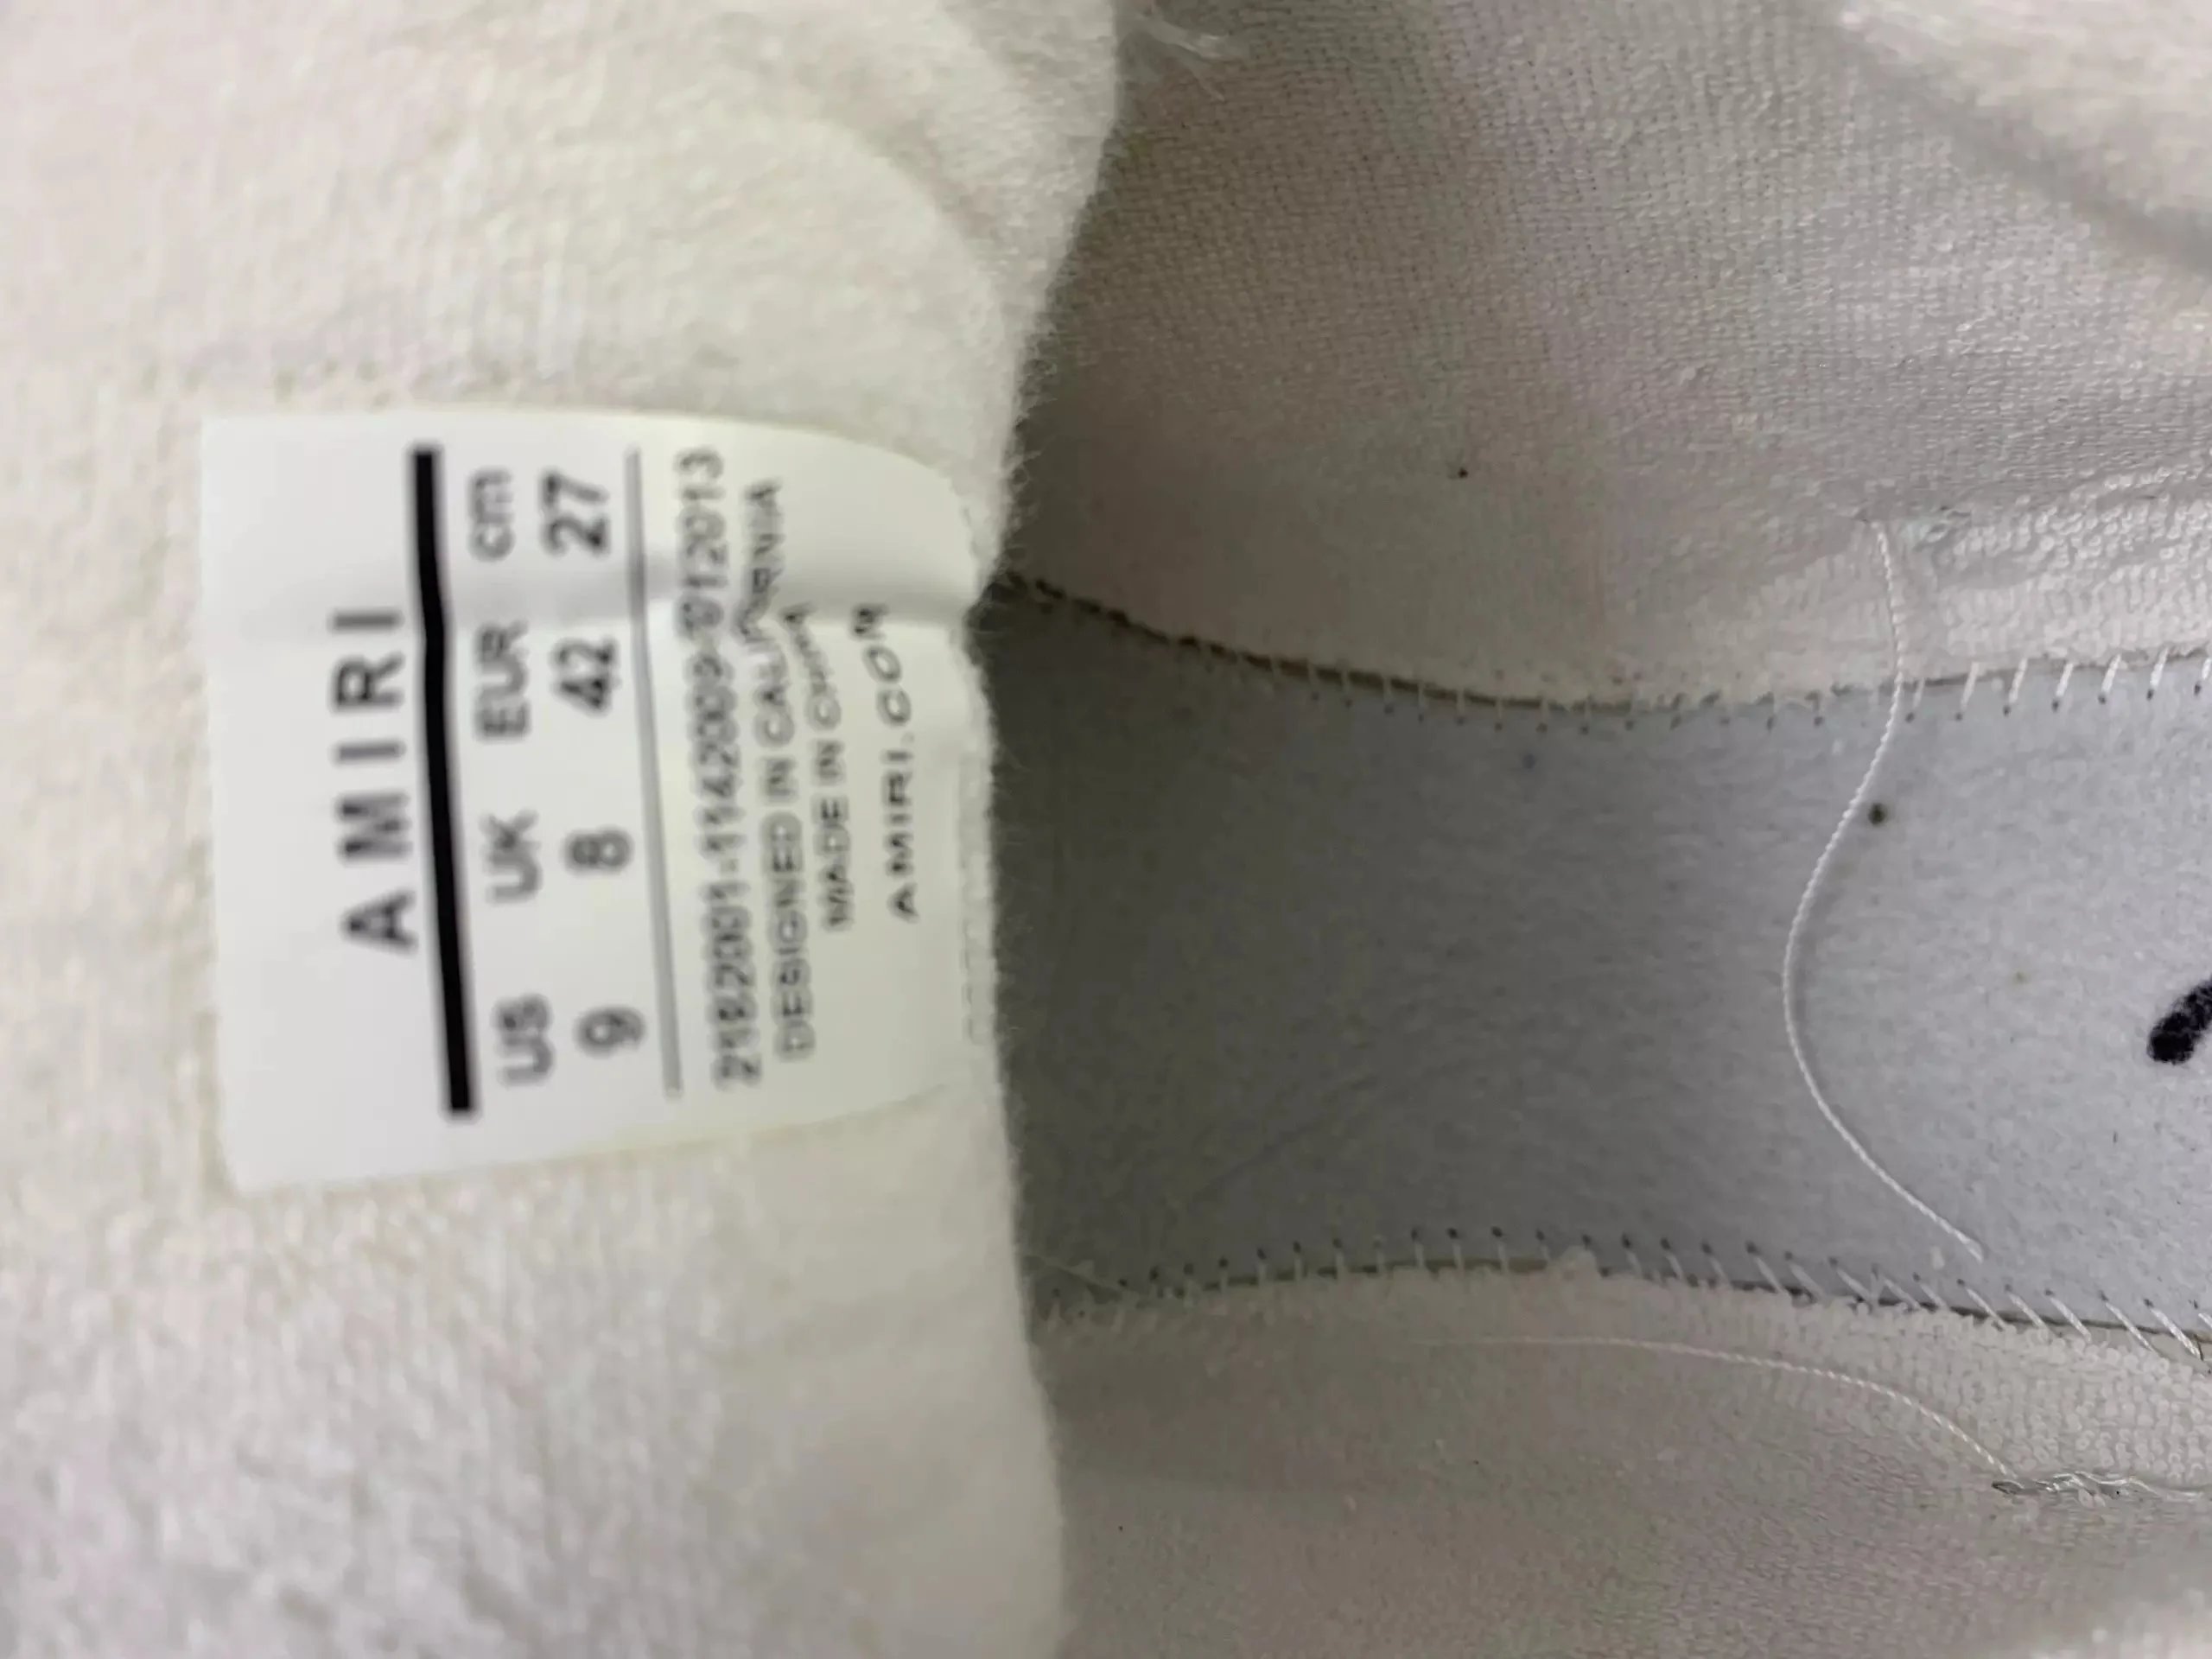 AMIRI
US UK EUR cm
9 8 42 27
DESIGNED IN CALIFORNIA
MADE IN CHINA
AMIRI.COM